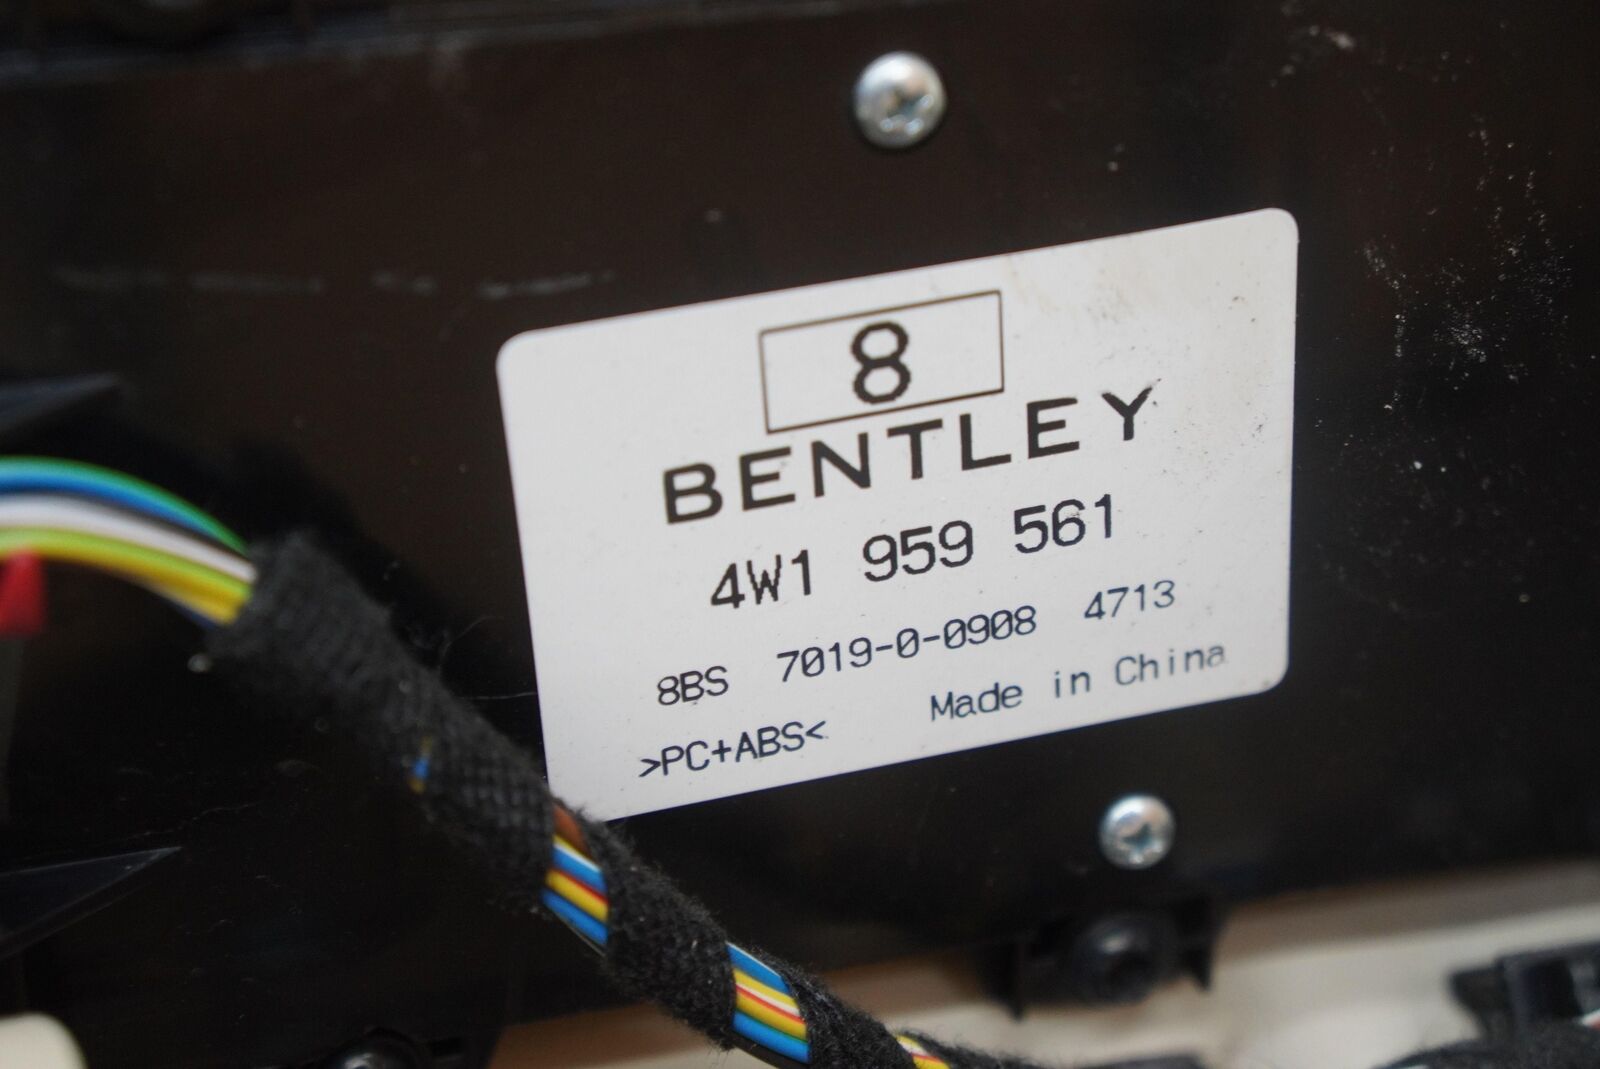 8
BENTLEY
4W1 959 561
8BS 7019-0-0908 4713
>PC+ABS< Made in China